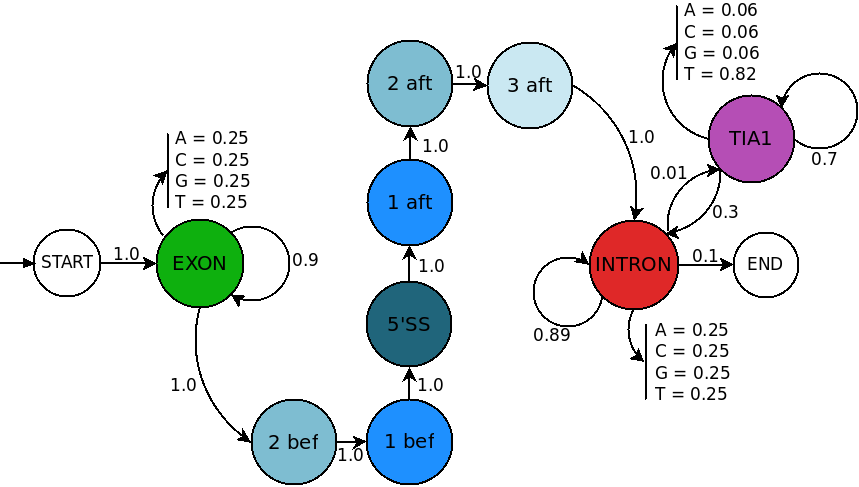 START
1.0
A = 0.25
C = 0.25
G = 0.25
T = 0.25
EXON
0.9
1.0
2 bef
1.0
1 bef
1.0
5'SS
1.0
1 aft
1.0
2 aft
1.0
3 aft
1.0
INTRON
0.89
A = 0.25
C = 0.25
G = 0.25
T = 0.25
0.01
0.3
TIA1
0.7
A = 0.06
C = 0.06
G = 0.06
T = 0.82
0.1
END